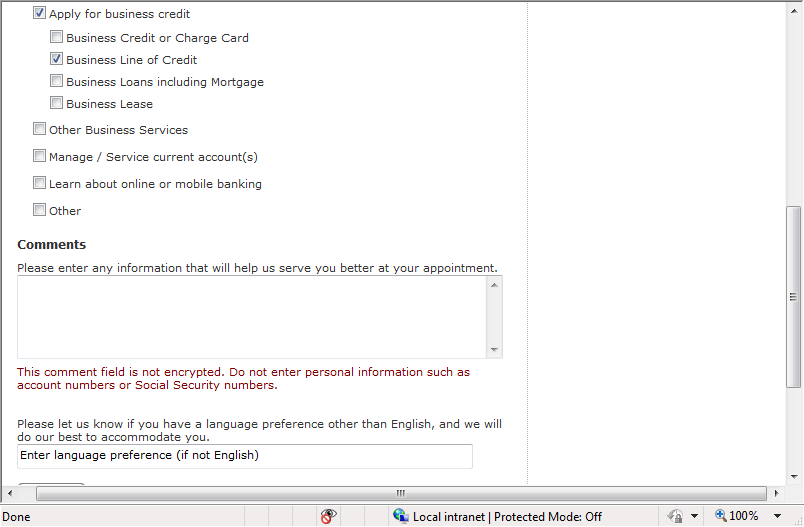 Apply for business credit
Business Credit or Charge Card
Business Line of Credit
Business Loans including Mortgage
Business Lease
Other Business Services
Manage / Service current account(s)
Learn about online or mobile banking
Other
Comments
Please enter any information that will help us serve you better at your appointment.
This comment field is not encrypted. Do not enter personal information such as
account numbers or Social Security numbers.
Please let us know if you have a language preference other than English, and we will
do our best to accommodate you.
Enter language preference (if not English)
Done
Local intranet | Protected Mode: Off
100%